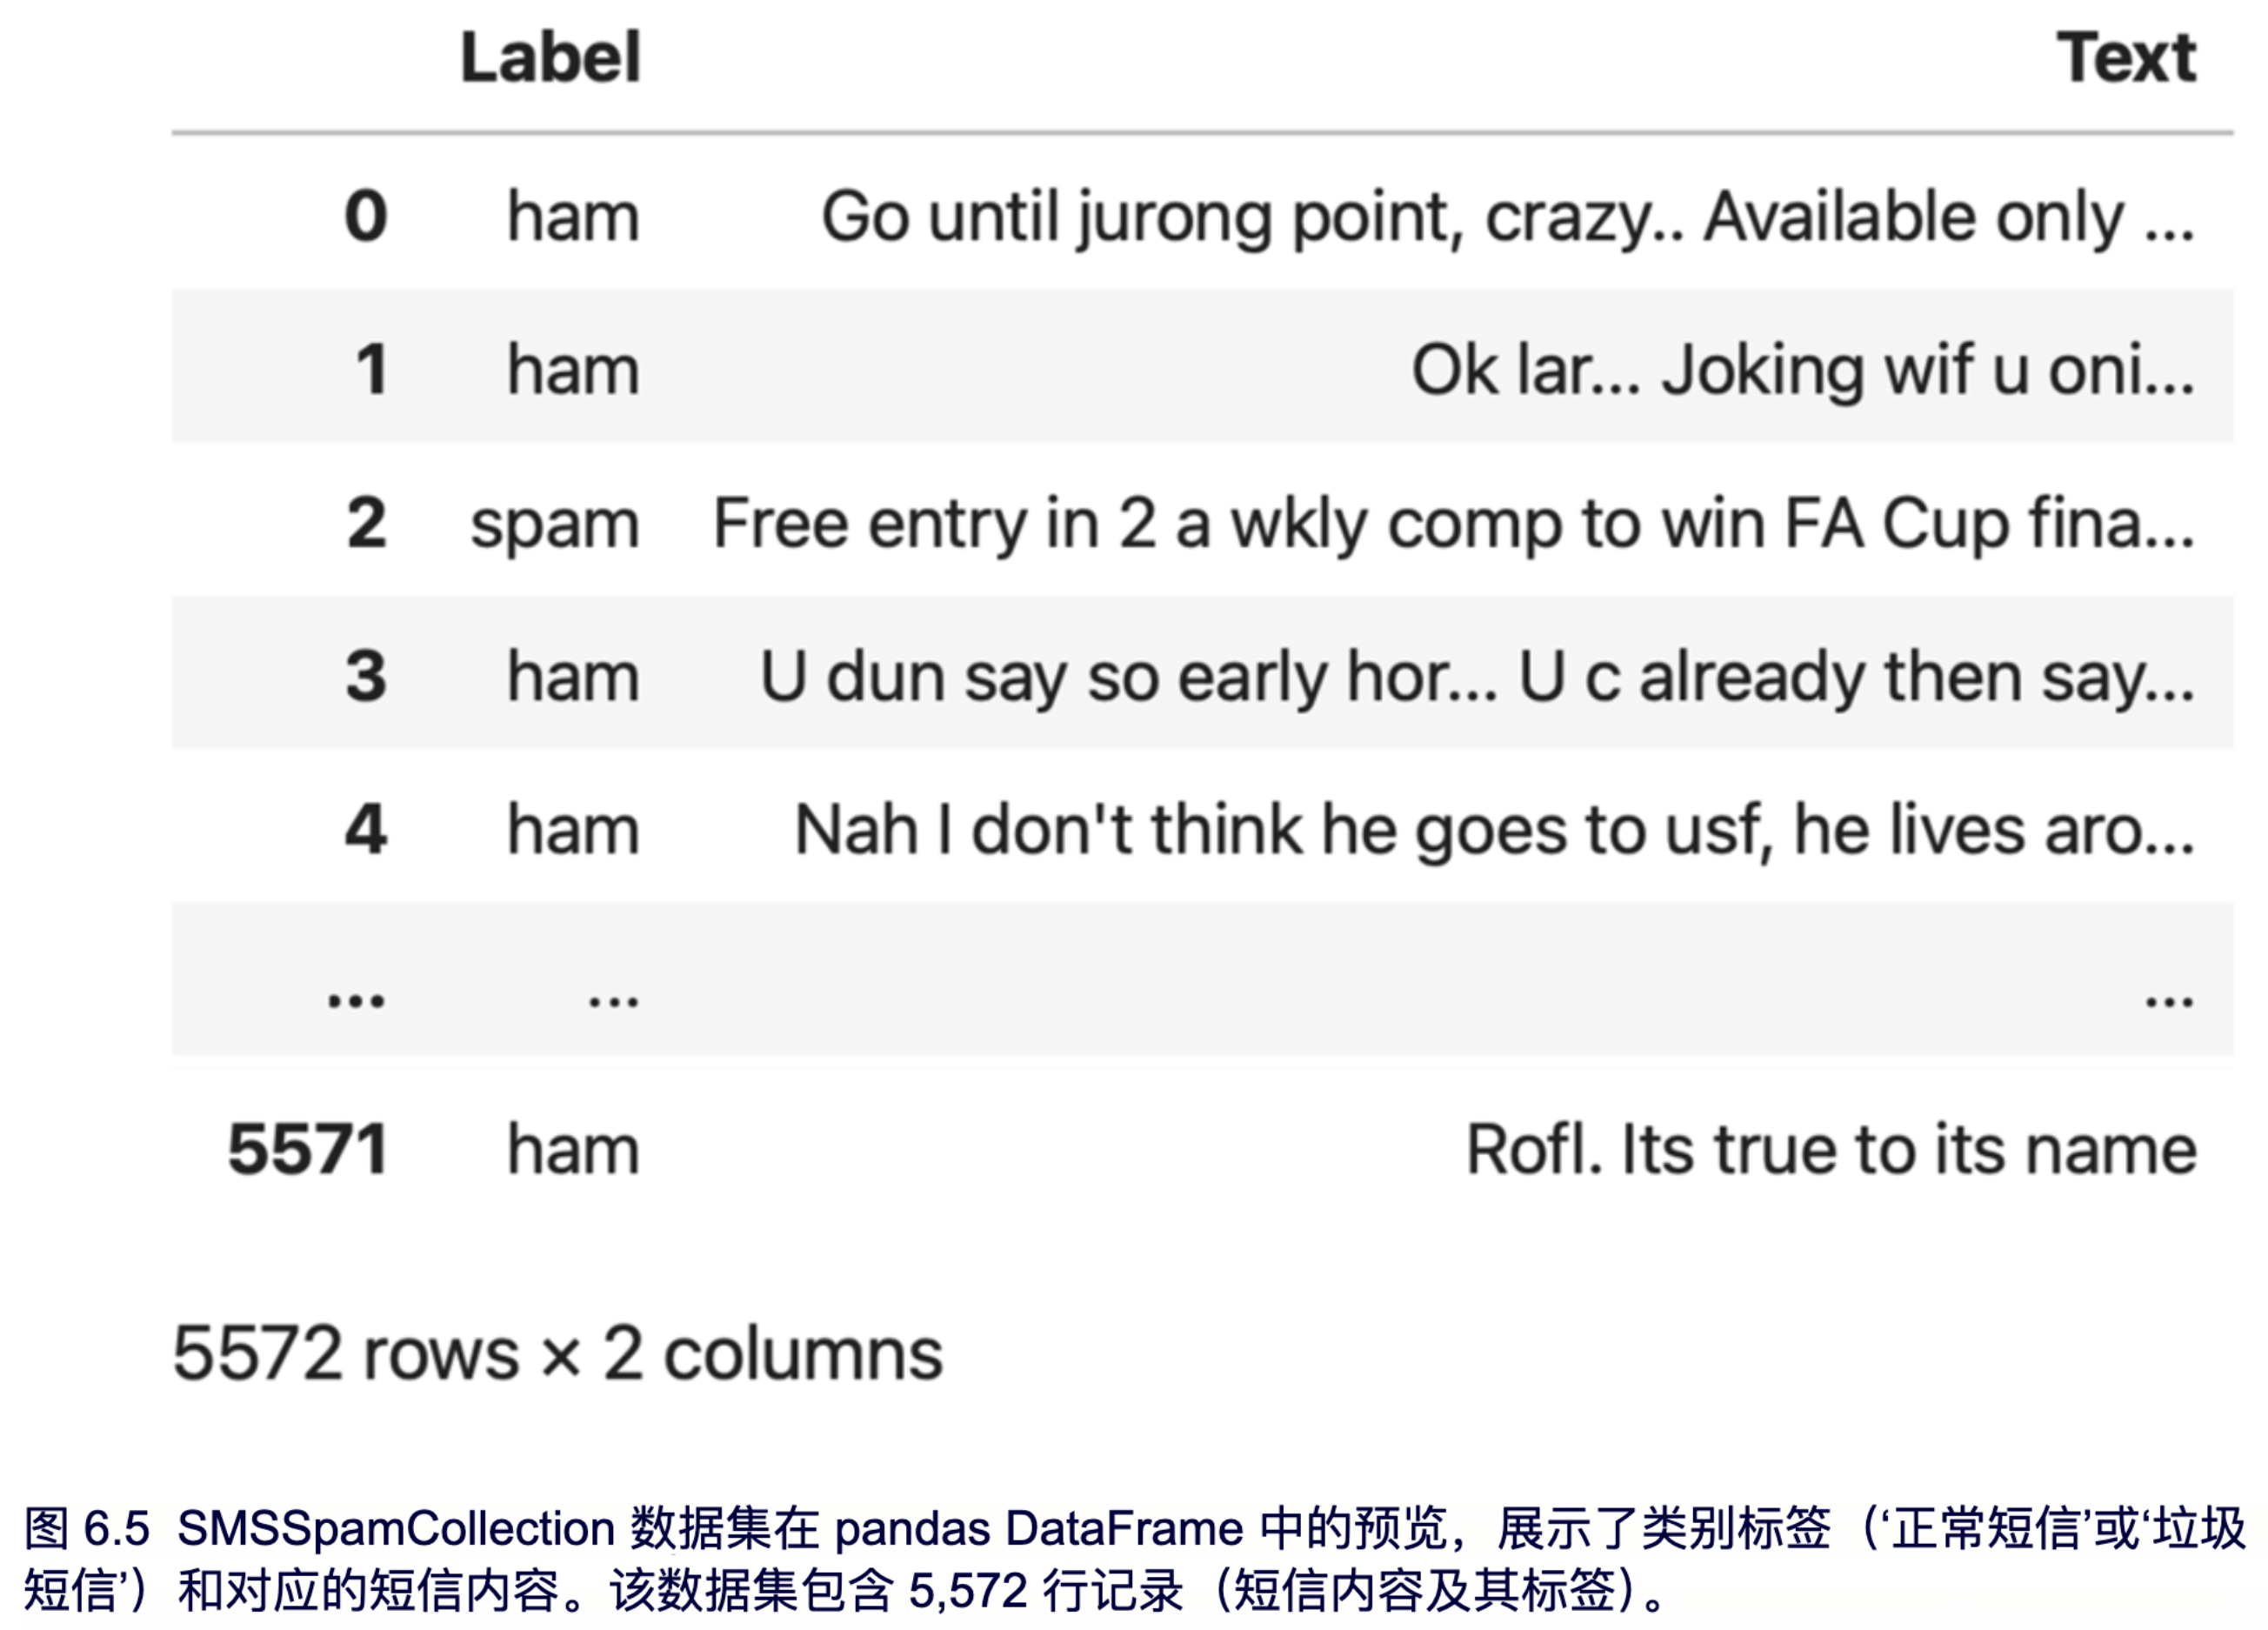 Label Text
0 ham Go until jurong point, crazy.. Available only ...
1 ham Ok lar... Joking wif u oni...
2 spam Free entry in 2 a wkly comp to win FA Cup fina...
3 ham U dun say so early hor... U c already then say...
4 ham Nah I don't think he goes to usf, he lives aro...
... ... ...
5571 ham Rofl. Its true to its name
5572 rows × 2 columns
图 6.5 SMSSpamCollection 数据集在 pandas DataFrame 中的预览，展示了类别标签（‘正常短信’或‘垃圾
短信’）和对应的短信内容。该数据集包含 5,572 行记录（短信内容及其标签）。